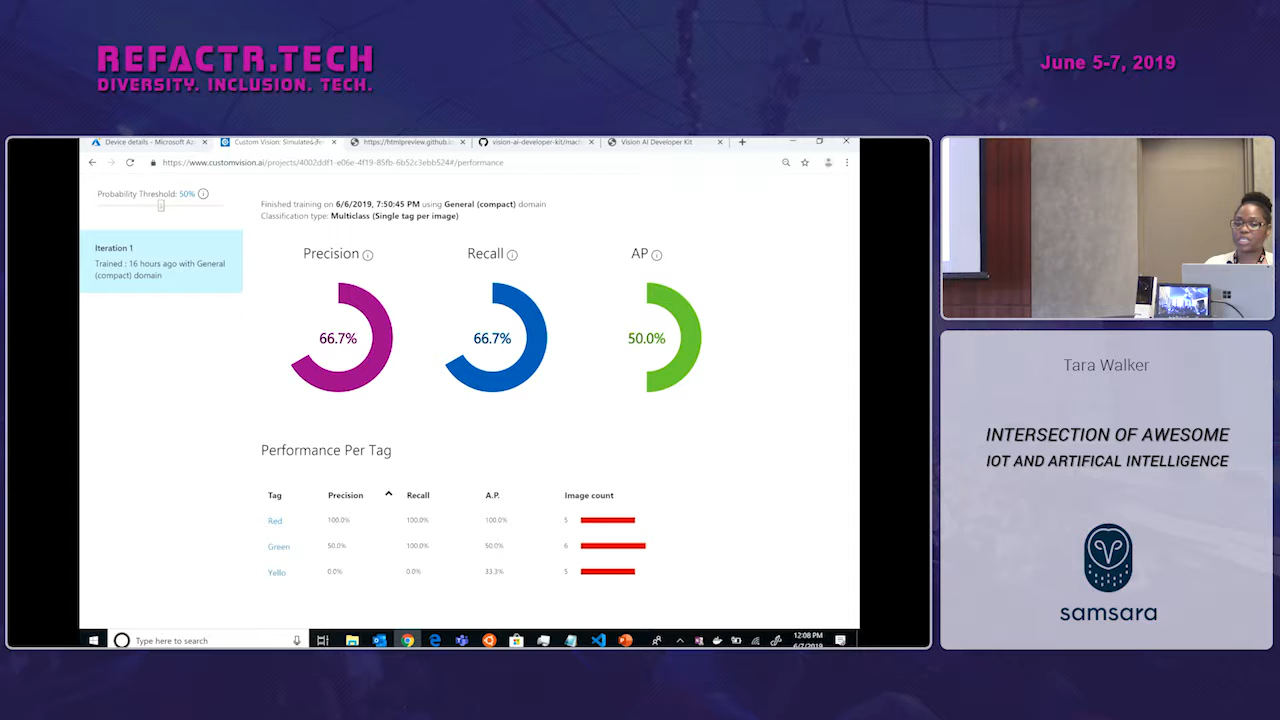 REFACTR.TECH
DIVERSITY. INCLUSION. TECH.
June 5-7, 2019
Device details - Microsoft Az
Custom Vision: Simulated-
https://htmlpreview.github.
vision-ai-developer-kit/mach
Vision AI Developer Kit
https://www.customvision.ai/projects/4002ddf1-e06e-4f19-85fb-6b52c3ebb524#/performance
Probability Threshold: 50%
Iteration 1
Trained : 16 hours ago with General
(compact) domain
Finished training on 6/6/2019, 7:50:45 PM using General (compact) domain
Classification type: Multiclass (Single tag per image)
Precision
Recall
AP
66.7%
66.7%
50.0%
Performance Per Tag
Tag Precision Recall A.P. Image count
Red 100.0% 100.0% 100.0% 5
Green 50.0% 100.0% 50.0% 6
Yello 0.0% 0.0% 33.3% 5
Type here to search
12:08 PM
6/7/2019
Tara Walker
INTERSECTION OF AWESOME
IOT AND ARTIFICAL INTELLIGENCE
samsara